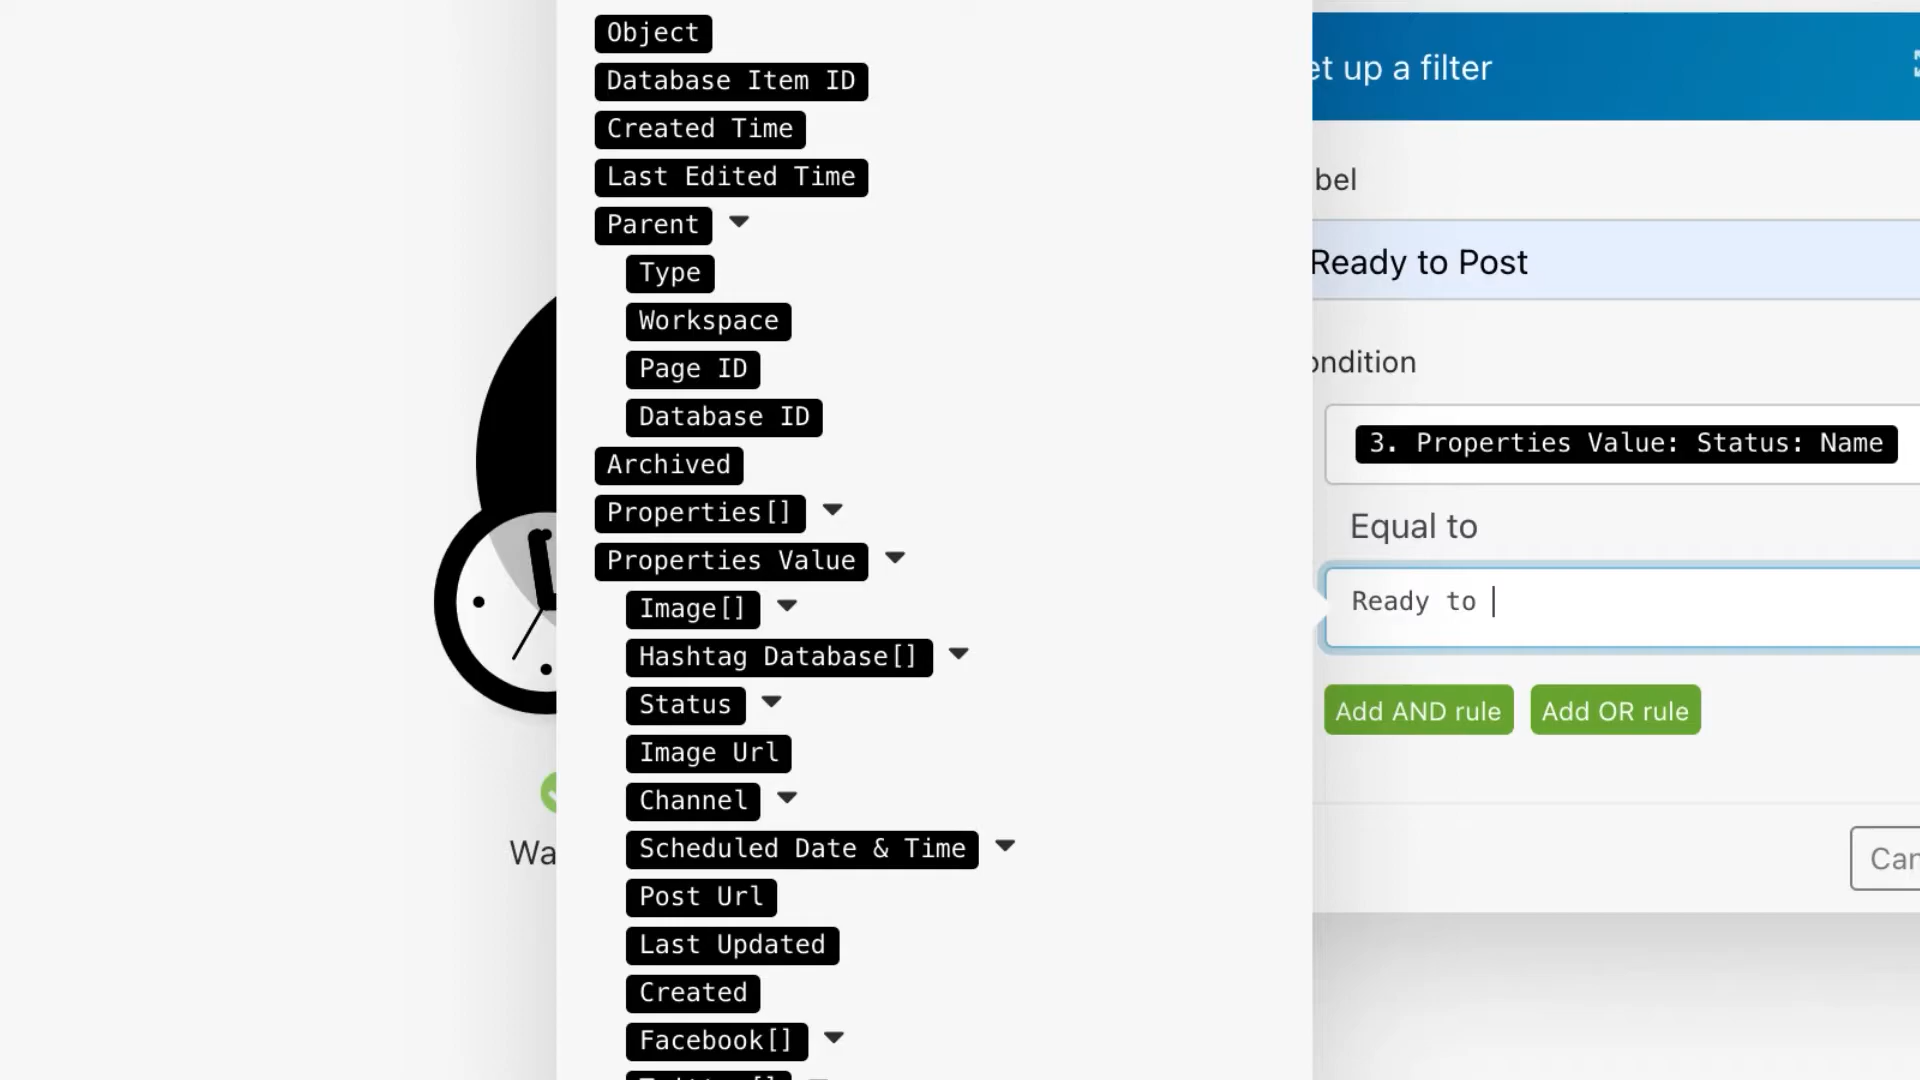 Object
Database Item ID
Created Time
Last Edited Time
Parent
Type
Workspace
Page ID
Database ID
Archived
Properties[]
Properties Value
Image[]
Hashtag Database[]
Status
Image Url
Channel
Scheduled Date & Time
Post Url
Last Updated
Created
Facebook[]
Wa
et up a filter
bel
Ready to Post
ondition
3. Properties Value: Status: Name
Equal to
Ready to
Add AND rule Add OR rule
Can